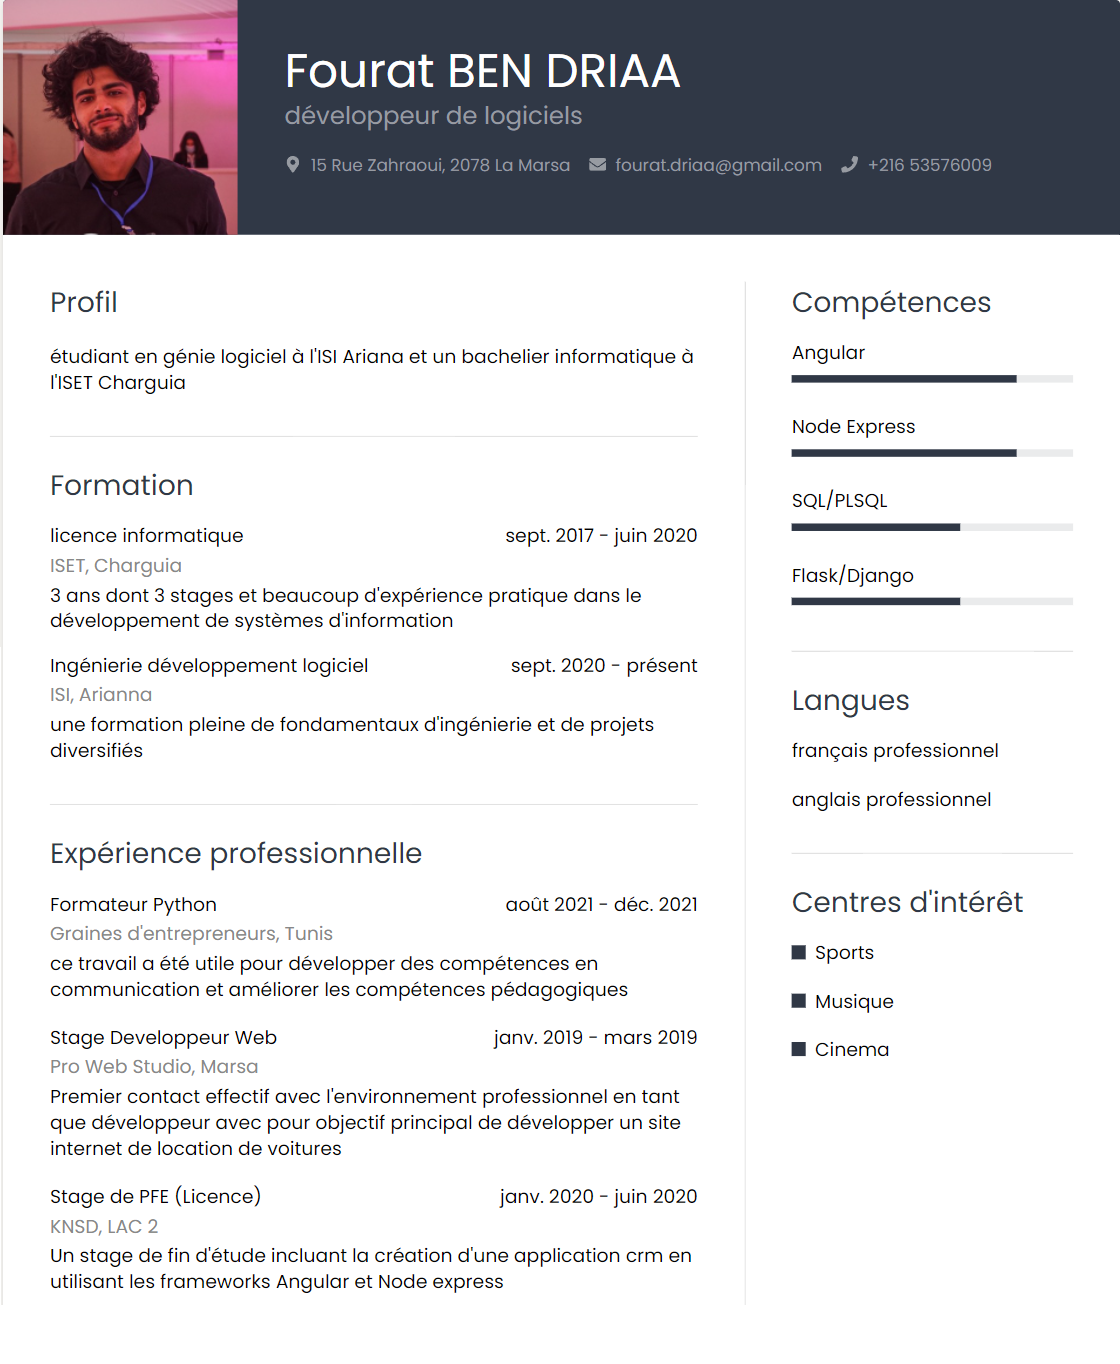 Fourat BEN DRIAA
développeur de logiciels
15 Rue Zahraoui, 2078 La Marsa fourat.driaa@gmail.com +216 53576009
Profil
étudiant en génie logiciel à l'ISI Ariana et un bachelier informatique à
l'ISET Charguia
Formation
licence informatique sept. 2017 - juin 2020
ISET, Charguia
3 ans dont 3 stages et beaucoup d'expérience pratique dans le
développement de systèmes d'information
Ingénierie développement logiciel sept. 2020 - présent
ISI, Arianna
une formation pleine de fondamentaux d'ingénierie et de projets
diversifiés
Expérience professionnelle
Formateur Python août 2021 - déc. 2021
Graines d'entrepreneurs, Tunis
ce travail a été utile pour développer des compétences en
communication et améliorer les compétences pédagogiques
Stage Developpeur Web janv. 2019 - mars 2019
Pro Web Studio, Marsa
Premier contact effectif avec l'environnement professionnel en tant
que développeur avec pour objectif principal de développer un site
internet de location de voitures
Stage de PFE (Licence) janv. 2020 - juin 2020
KNSD, LAC 2
Un stage de fin d'étude incluant la création d'une application crm en
utilisant les frameworks Angular et Node express
Compétences
Angular
Node Express
SQL/PLSQL
Flask/Django
Langues
français professionnel
anglais professionnel
Centres d'intérêt
Sports
Musique
Cinema